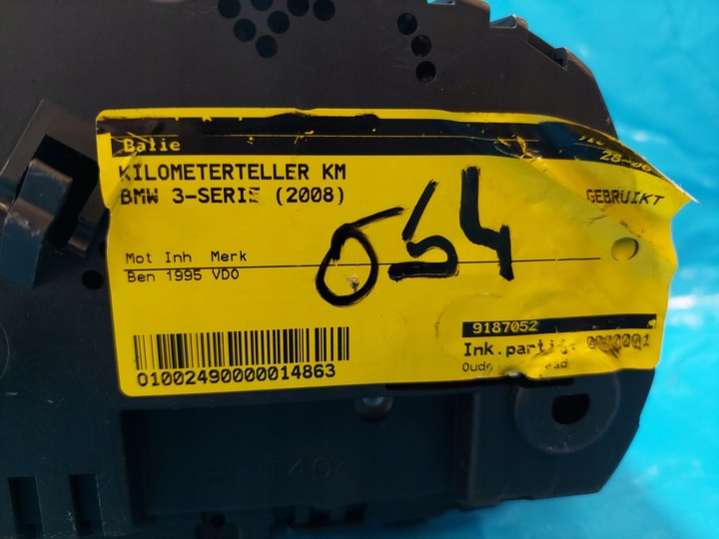 Balie
KILOMETERTELLER KM
BMW 3-SERIE (2008)
GEBRUIKT
054
Mot Inh Merk
Ben 1995 VDO
9187052
Ink.partij:
01002490000014863